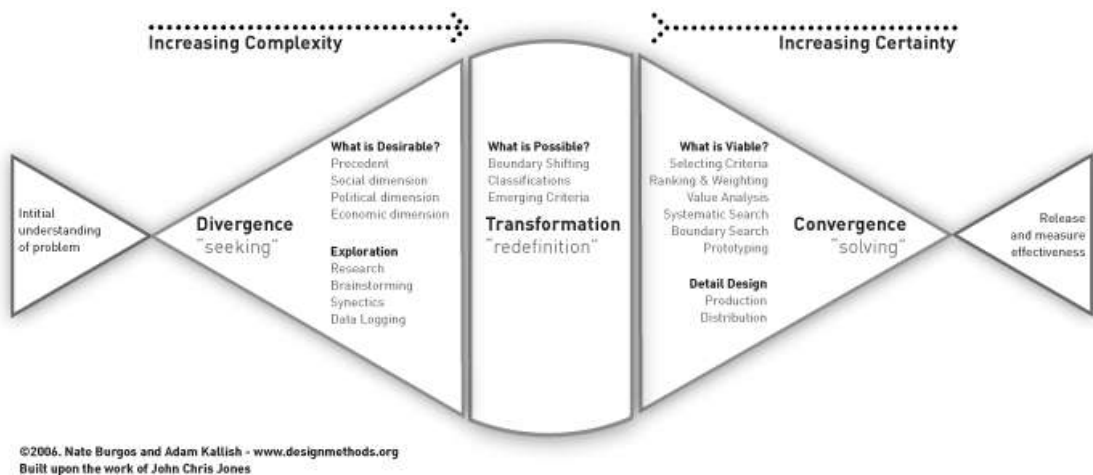 Increasing Complexity
Increasing Certainty
Intitial
understanding
of problem
Divergence
"seeking"
What is Desirable?
Precedent
Social dimension
Political dimension
Economic dimension
Exploration
Research
Brainstorming
Synectics
Data Logging
What is Possible?
Boundary Shifting
Classifications
Emerging Criteria
Transformation
"redefinition"
What is Viable?
Selecting Criteria
Ranking & Weighting
Value Analysis
Systematic Search
Boundary Search
Prototyping
Detail Design
Production
Distribution
Convergence
"solving"
Release
and measure
effectiveness
©2006. Nate Burgos and Adam Kallish - www.designmethods.org
Built upon the work of John Chris Jones